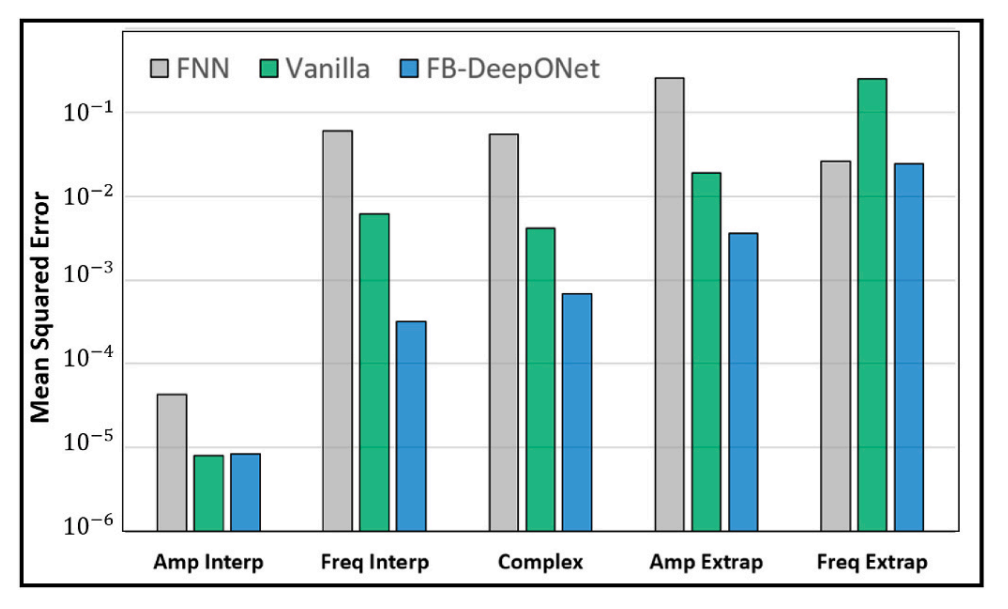 FNN Vanilla FB-DeepONet
Mean Squared Error
10⁻¹
10⁻²
10⁻³
10⁻⁴
10⁻⁵
10⁻⁶
Amp Interp Freq Interp Complex Amp Extrap Freq Extrap